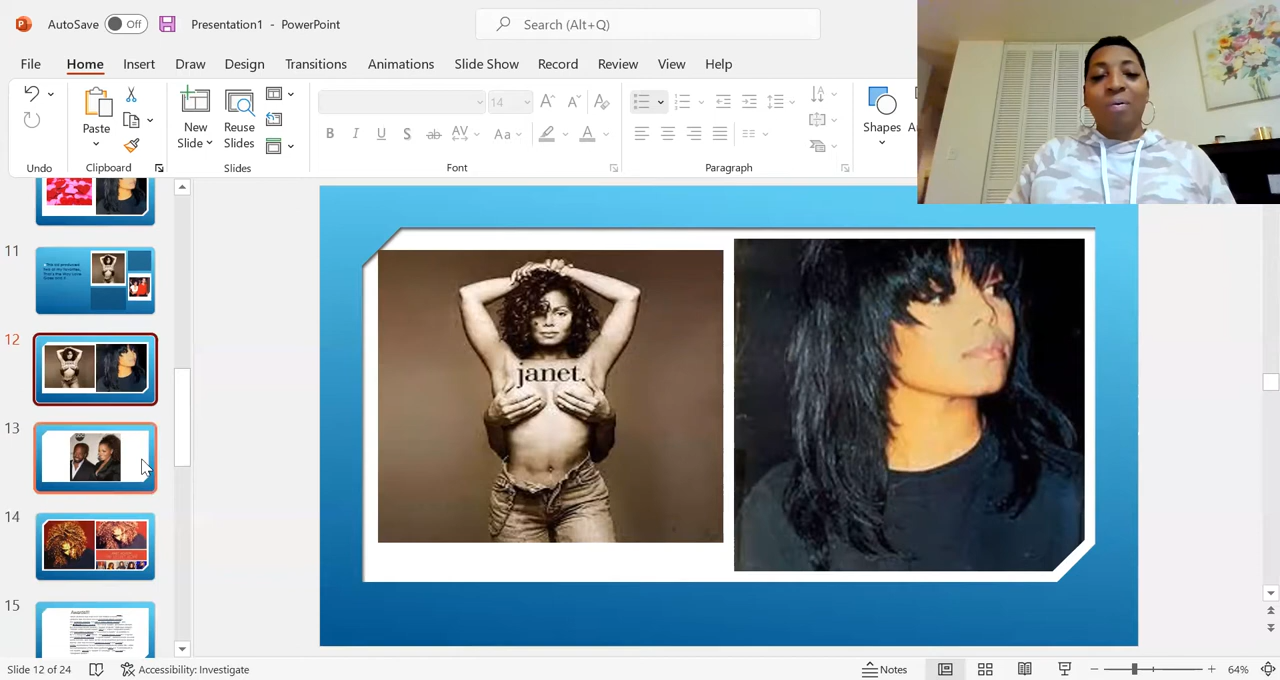 AutoSave Off Presentation1 - PowerPoint Search (Alt+Q)
File Home Insert Draw Design Transitions Animations Slide Show Record Review View Help
14
Paste New Slide Reuse Slides Shapes
Undo Clipboard Slides Font Paragraph
11
12
janet.
13
14
15
Awards!!!
Slide 12 of 24 Accessibility: Investigate Notes 64%